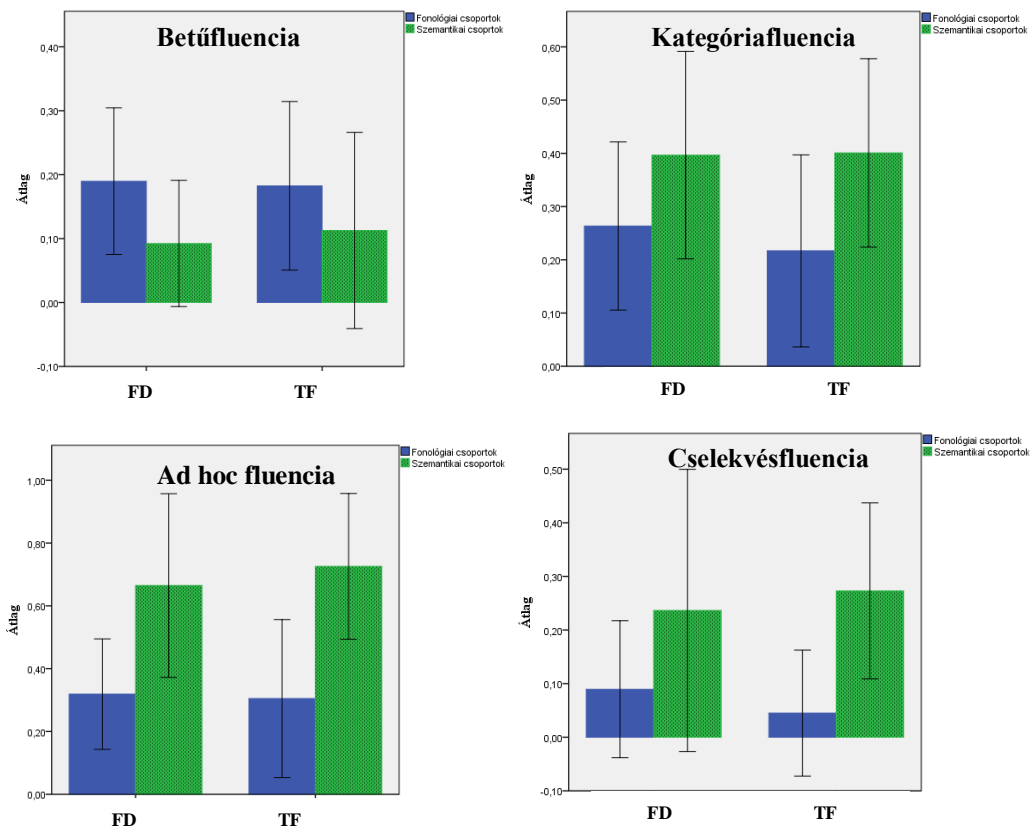 Betűfluencia
Fonológiai csoportok
Szemantikai csoprtok
0,40
0,30
0,20
0,10
0,00
-0,10
Átlag
FD TF
Kategóriafluencia
Fonológiai csoportok
Szemantikai csoportok
0,60
0,50
0,40
0,30
0,20
0,10
0,00
Átlag
FD TF
Ad hoc fluencia
Fonológiai csoportok
Szemantikai csoportok
1,00
0,80
0,60
0,40
0,20
0,00
Átlag
FD TF
Cselekvésfluencia
Fonológiai csoportok
Szemantikai csoportok
0,50
0,40
0,30
0,20
0,10
0,00
-0,10
Átlag
FD TF